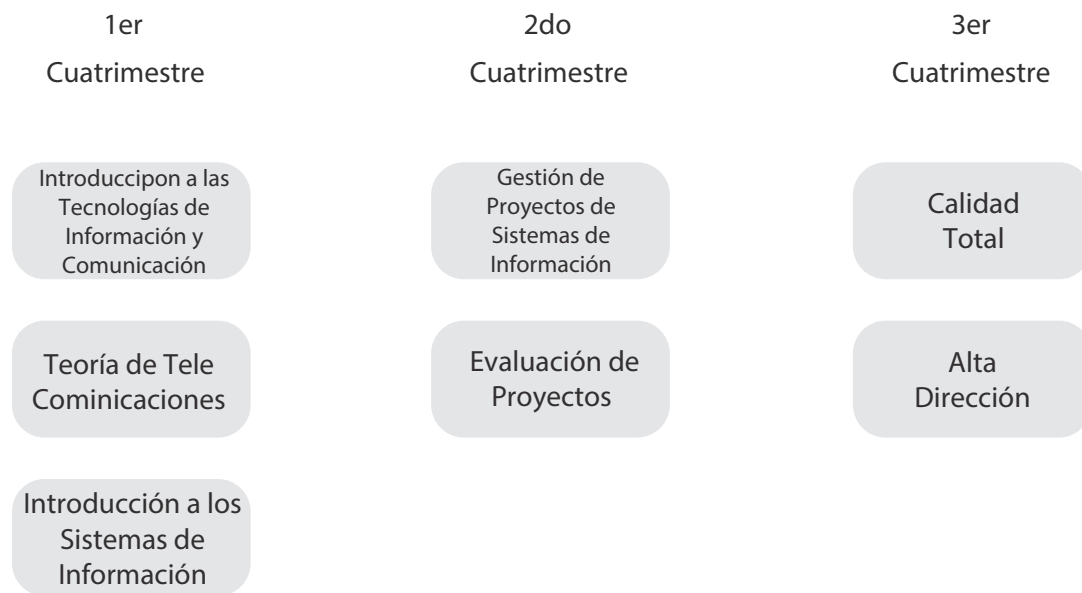 1er
Cuatrimestre
2do
Cuatrimestre
3er
Cuatrimestre
Introduccipon a las
Tecnologías de
Información y
Comunicación
Gestión de
Proyectos de
Sistemas de
Información
Calidad
Total
Teoría de Tele
Cominicaciones
Evaluación de
Proyectos
Alta
Dirección
Introducción a los
Sistemas de
Información